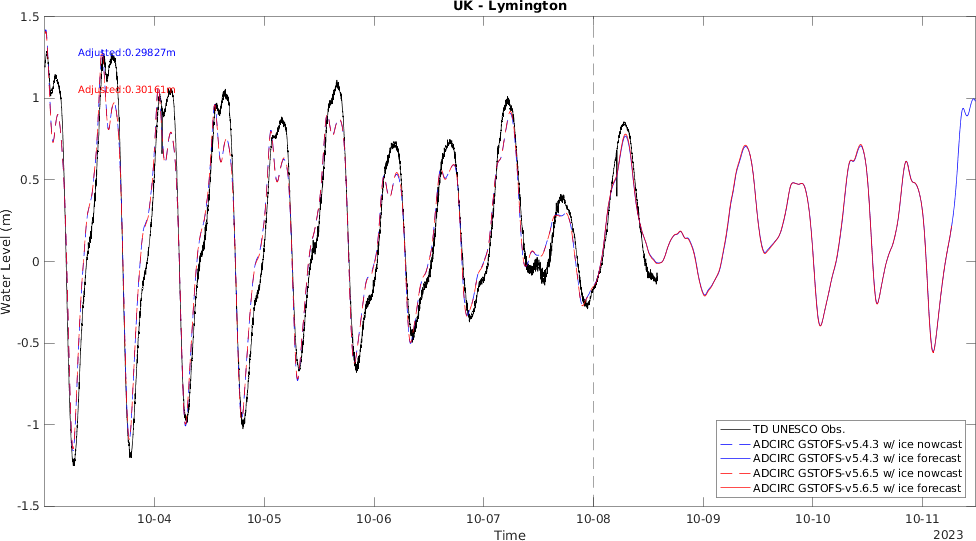 UK - Lymington
1.5
1
0.5
0
-0.5
-1
-1.5
Water Level (m)
Adjusted:0.29827m
Adjusted:0.30161m
TD UNESCO Obs.
ADCIRC GSTOFS-v5.4.3 w/ ice nowcast
ADCIRC GSTOFS-v5.4.3 w/ ice forecast
ADCIRC GSTOFS-v5.6.5 w/ ice nowcast
ADCIRC GSTOFS-v5.6.5 w/ ice forecast
10-04 10-05 10-06 10-07 10-08 10-09 10-10 10-11
Time
2023